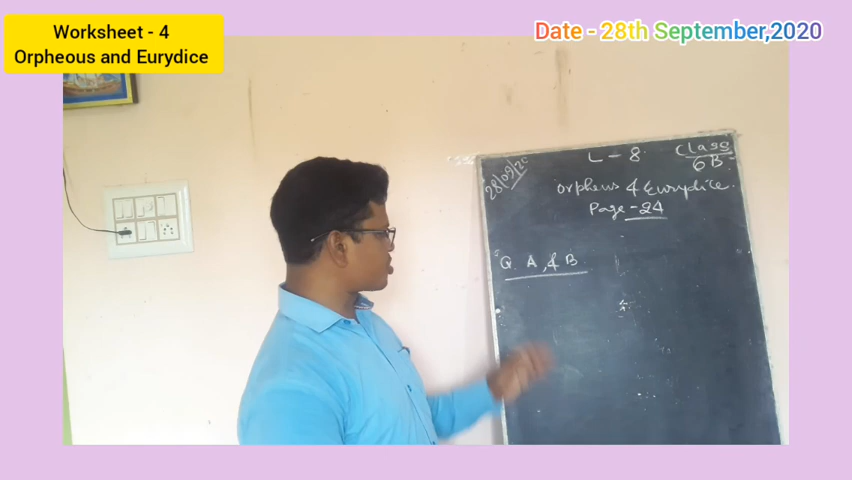 Worksheet - 4
Orpheous and Eurydice
Date - 28th September,2020
28/09/20
L - 8
Class
6B
Orpheus & Eurydice.
Page - 24
Q. A, & B